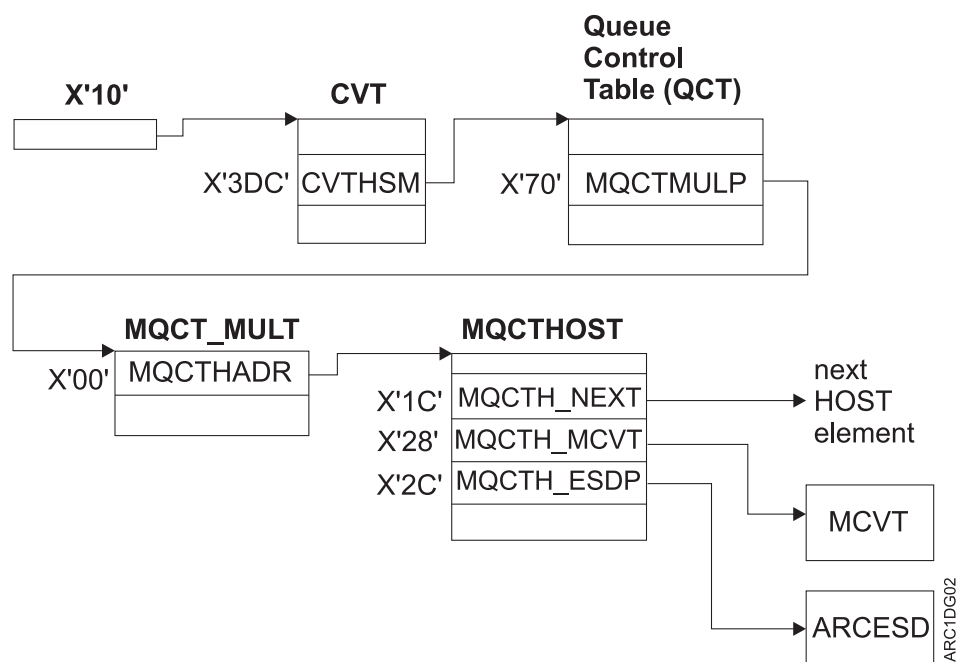 Queue
Control
Table (QCT)
X'10'
CVT
X'3DC'
CVTHSM
X'70'
MQCTMULP
MQCT_MULT
MQCTHOST
X'00'
MQCTHADR
X'1C'
MQCTH_NEXT
next
HOST
element
X'28'
MQCTH_MCVT
X'2C'
MQCTH_ESDP
MCVT
ARCESD
ARC1DG02